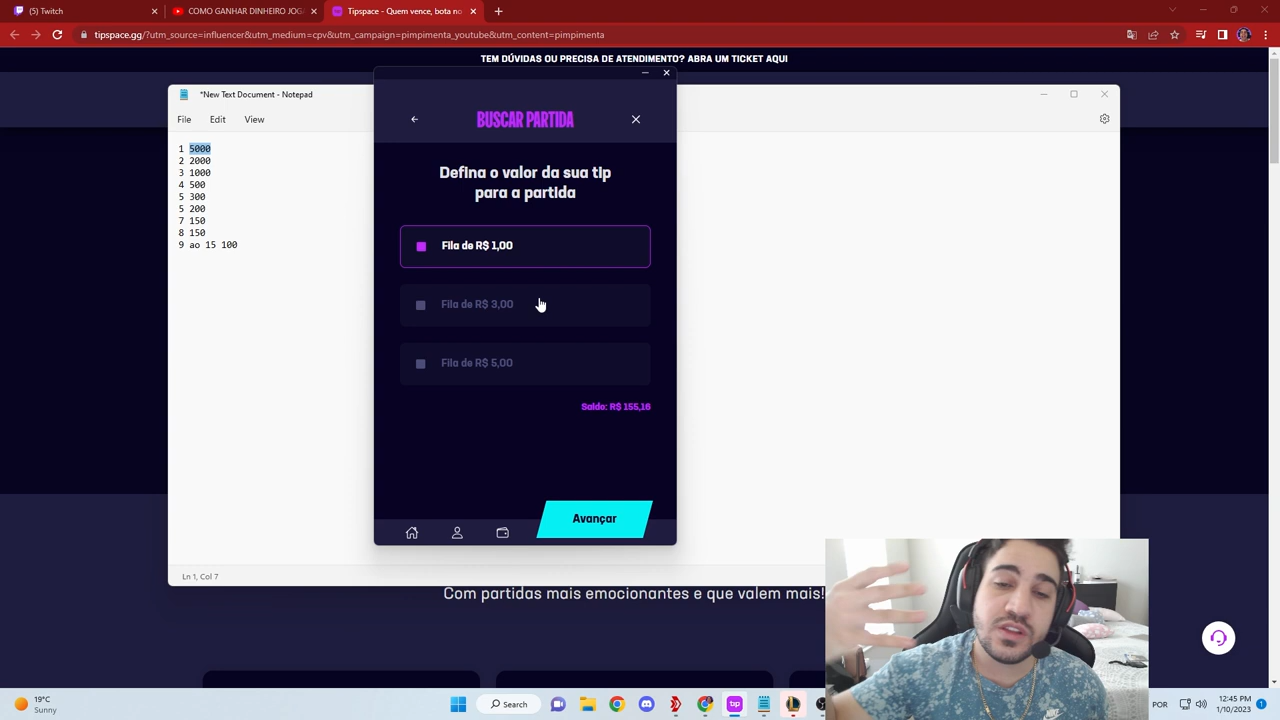 (5) Twitch
COMO GANHAR DINHEIRO JOG
Tipspace - Quem vence, bota no
tipspace.gg/?utm_source=influencer&utm_medium=cpv&utm_campaign=pimpimenta_youtube&utm_content=pimpimenta
TEM DÚVIDAS OU PRECISA DE ATENDIMENTO? ABRA UM TICKET AQUI
*New Text Document - Notepad
File Edit View
1 5000
2 2000
3 1000
4 500
5 300
5 200
7 150
8 150
9 ao 15 100
Ln 1, Col 7
BUSCAR PARTIDA
Defina o valor da sua tip
para a partida
Fila de R$ 1,00
Fila de R$ 3,00
Fila de R$ 5,00
Saldo: R$ 155,16
Avançar
Com partidas mais emocionantes e que valem mais!
19°C
Sunny
Search
tip
POR
12:45 PM
1/10/2023
1